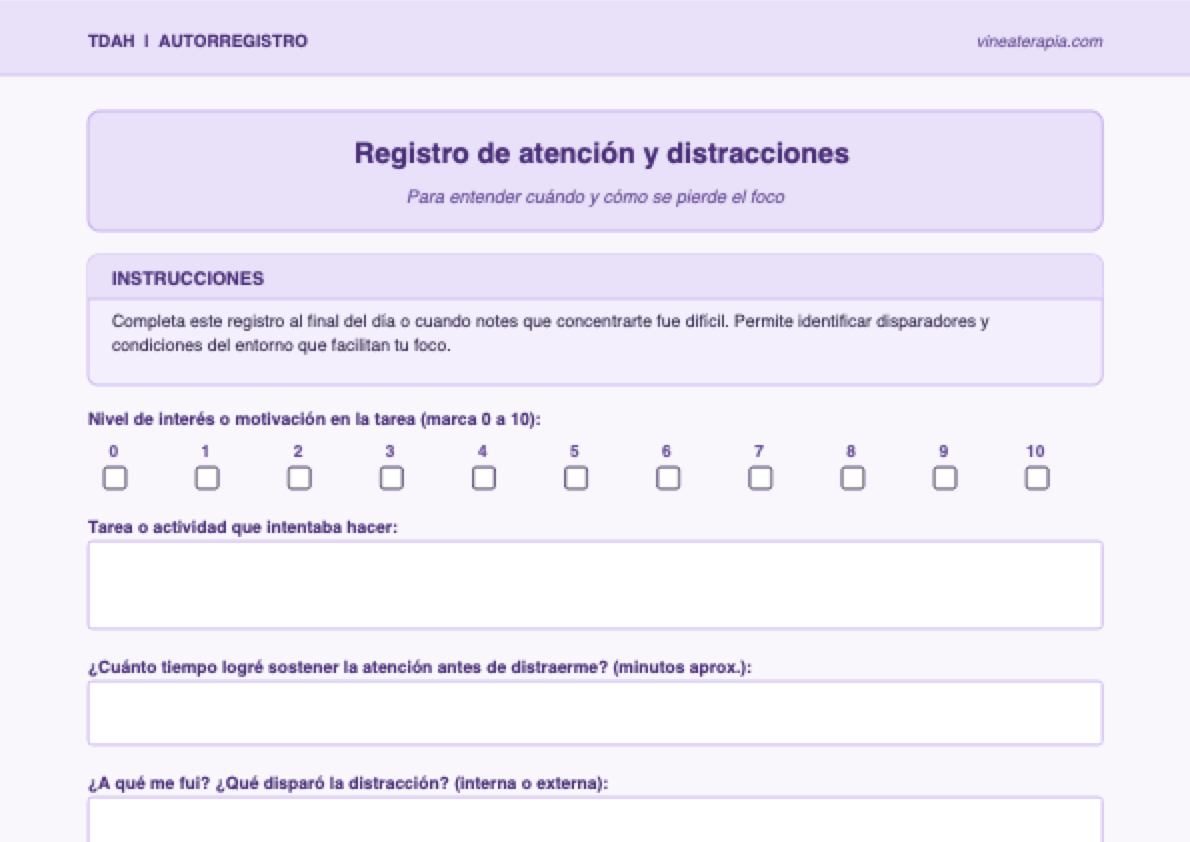 TDAH | AUTORREGISTRO
vineaterapia.com
Registro de atención y distracciones
Para entender cuándo y cómo se pierde el foco
INSTRUCCIONES
Completa este registro al final del día o cuando notes que concentrarte fue difícil. Permite identificar disparadores y
condiciones del entorno que facilitan tu foco.
Nivel de interés o motivación en la tarea (marca 0 a 10):
0 1 2 3 4 5 6 7 8 9 10
Tarea o actividad que intentaba hacer:
¿Cuánto tiempo logré sostener la atención antes de distraerme? (minutos aprox.):
¿A qué me fui? ¿Qué disparó la distracción? (interna o externa):